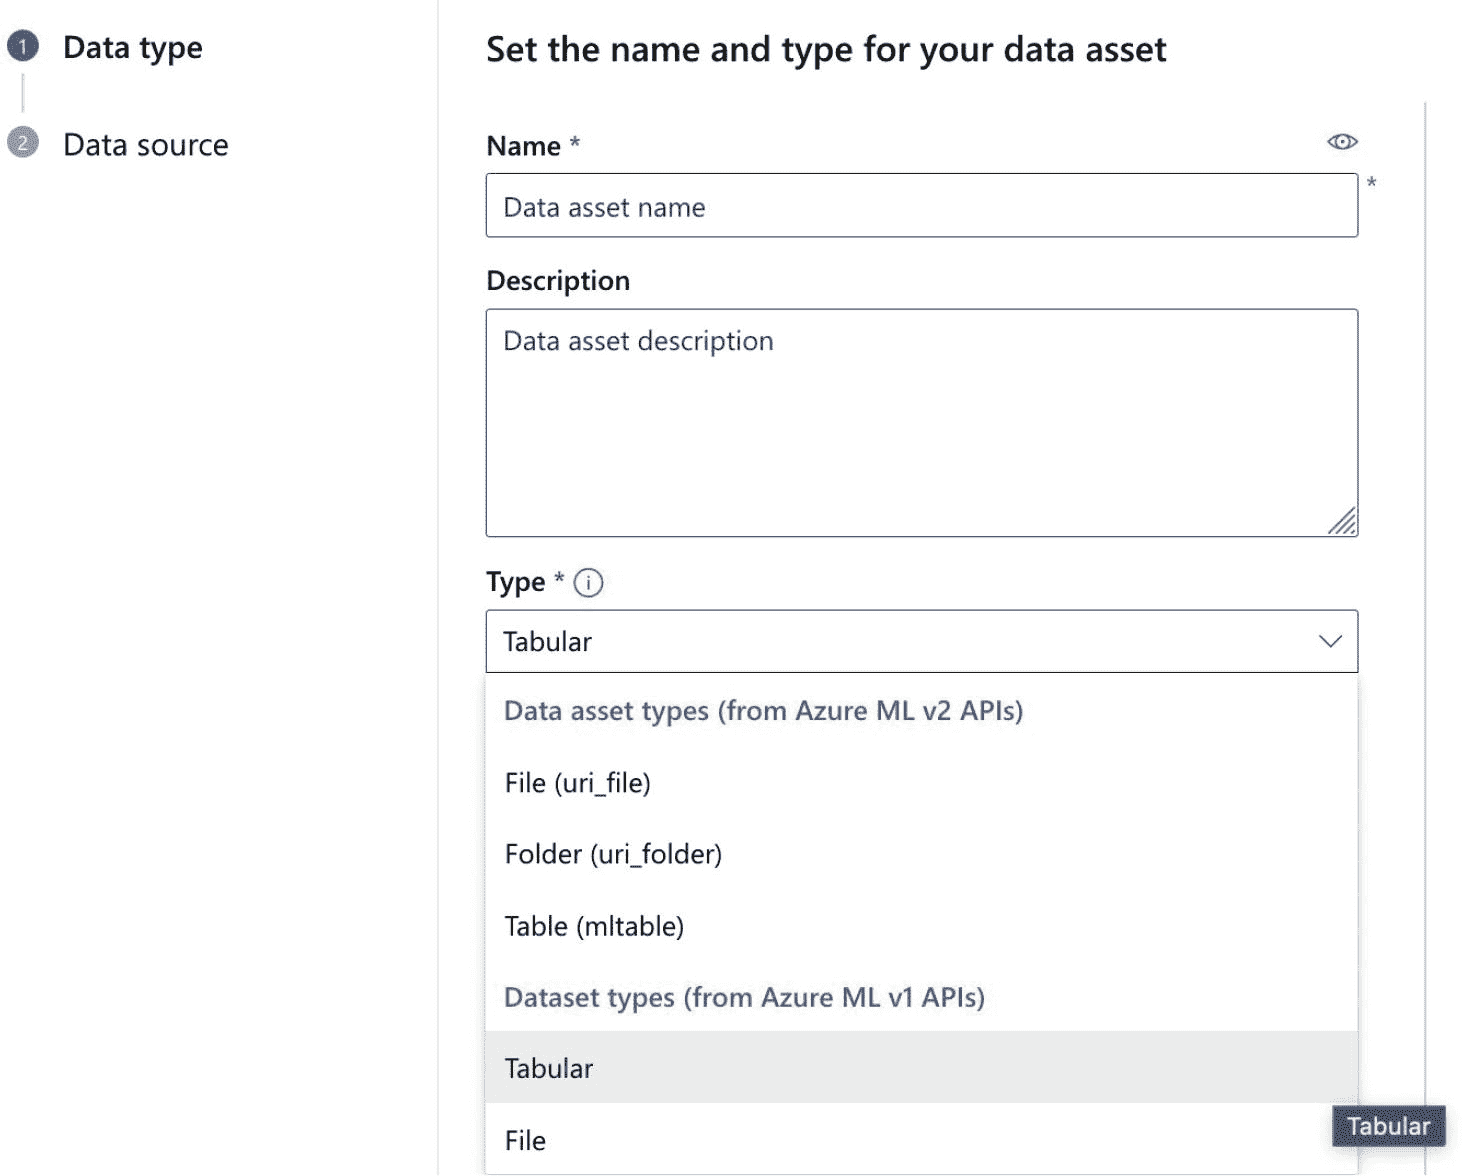 1 Data type
2 Data source
Set the name and type for your data asset
Name *
*
Data asset name
Description
Data asset description
Type * i
Tabular
Data asset types (from Azure ML v2 APIs)
File (uri_file)
Folder (uri_folder)
Table (mltable)
Dataset types (from Azure ML v1 APIs)
Tabular
File
Tabular